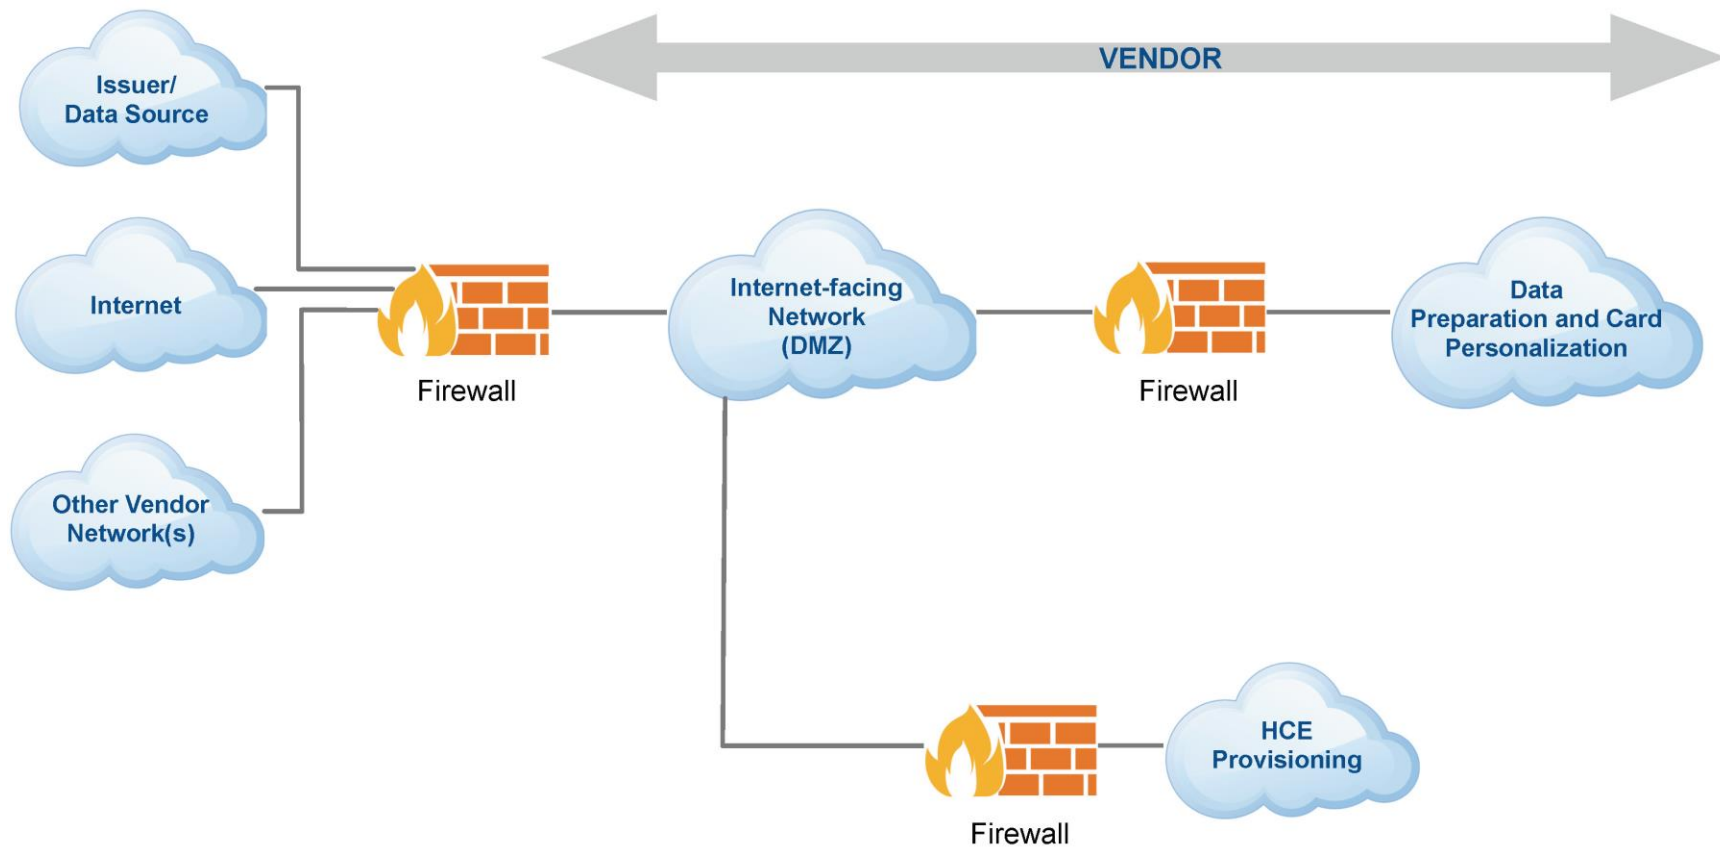 VENDOR
Issuer/
Data Source
Internet
Other Vendor
Network(s)
Firewall
Internet-facing
Network
(DMZ)
Firewall
Data
Preparation and Card
Personalization
Firewall
HCE
Provisioning